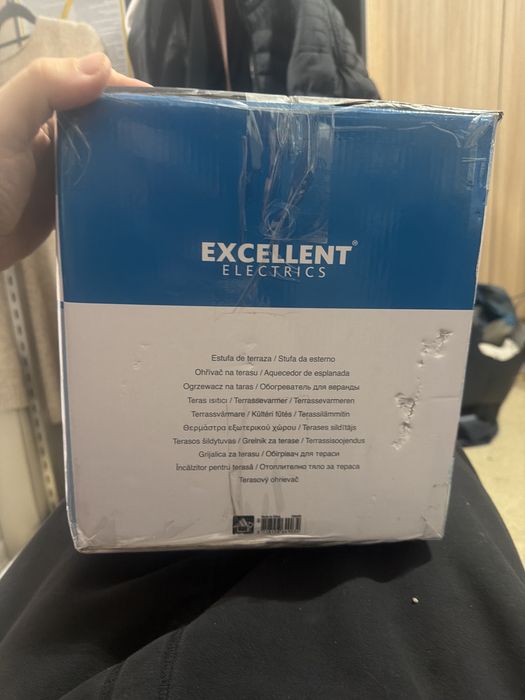 EXCELLENT®
ELECTRICS
Estufa de terraza / Stufa da esterno
Ohřívač na terasu / Aquecedor de esplanada
Ogrzewacz na taras / Обогреватель для веранды
Teras ısıtıcı / Terrassevarmer / Terrassevarmeren
Terrassvärmare / Kültéri fűtés / Terassilämmitin
Θερμάστρα εξωτερικού χώρου / Terases sildītājs
Terasos šildytuvas / Grelnik za terase / Terrassisoojendus
Grijalica za terasu / Обігрівач для тераси
Încălzitor pentru terasă / Отоплително тяло за тераса
Terasový ohrievač